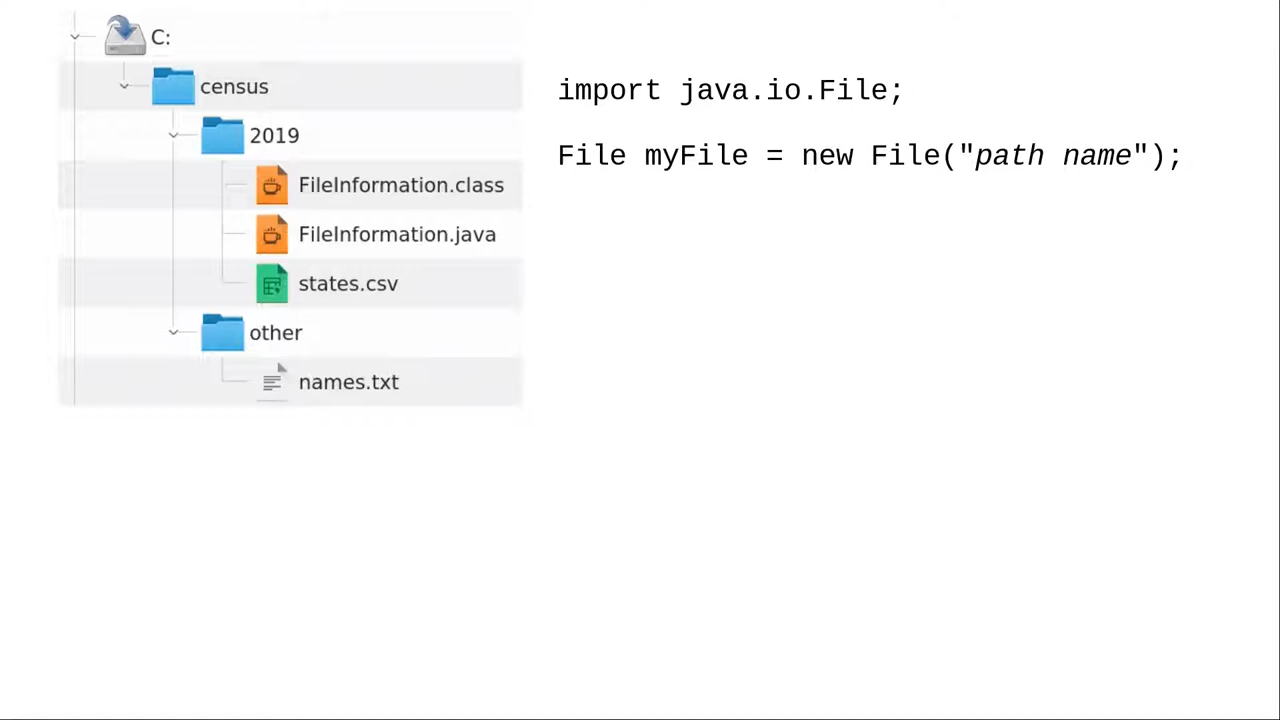 C:
census
2019
FileInformation.class
FileInformation.java
states.csv
other
names.txt
import java.io.File;
File myFile = new File("path name");